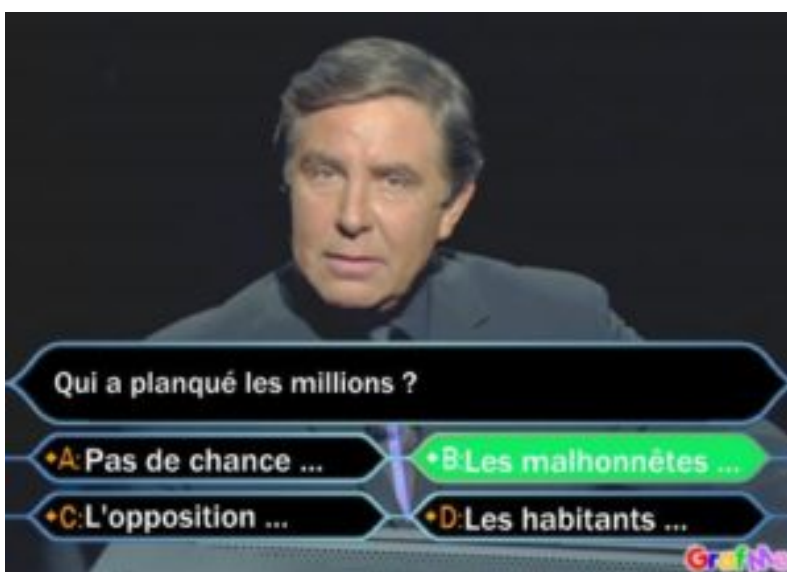 Qui a planqué les millions ?
A: Pas de chance ...
B: Les malhonnêtes ...
C: L'opposition ...
D: Les habitants ...